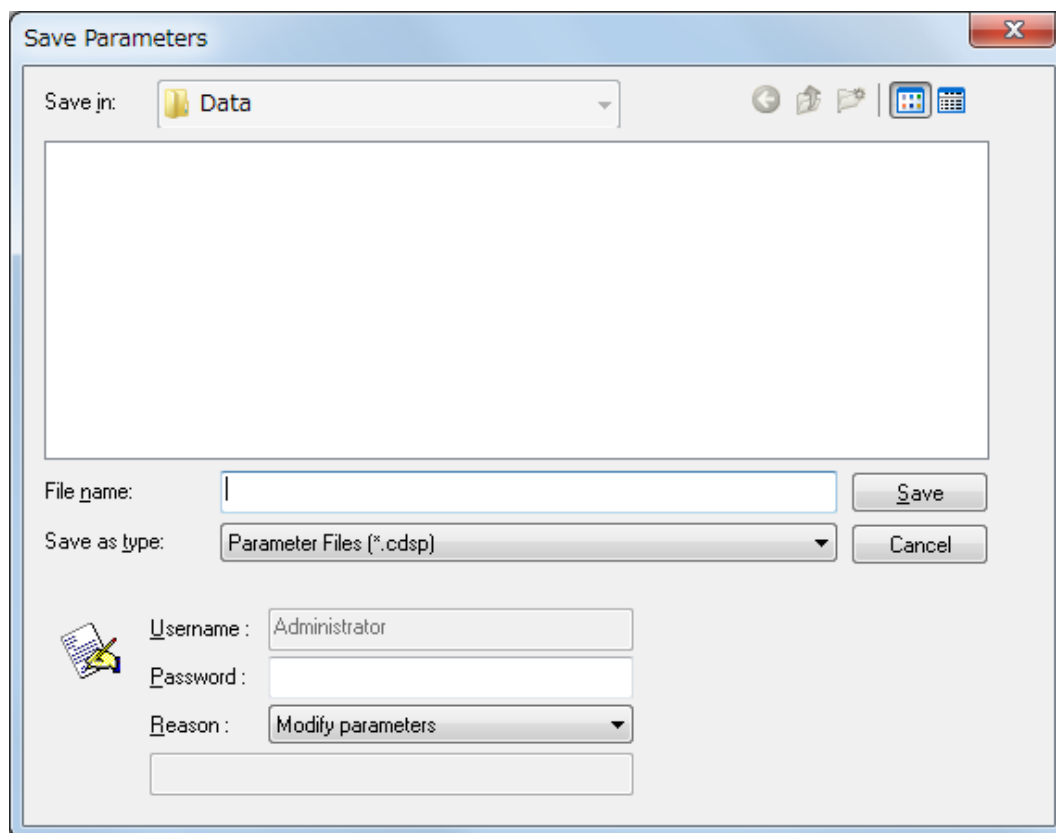 Save Parameters
Save in:
Data
File name:
Save
Save as type:
Parameter Files (*.cdsp)
Cancel
Username :
Administrator
Password :
Reason :
Modify parameters